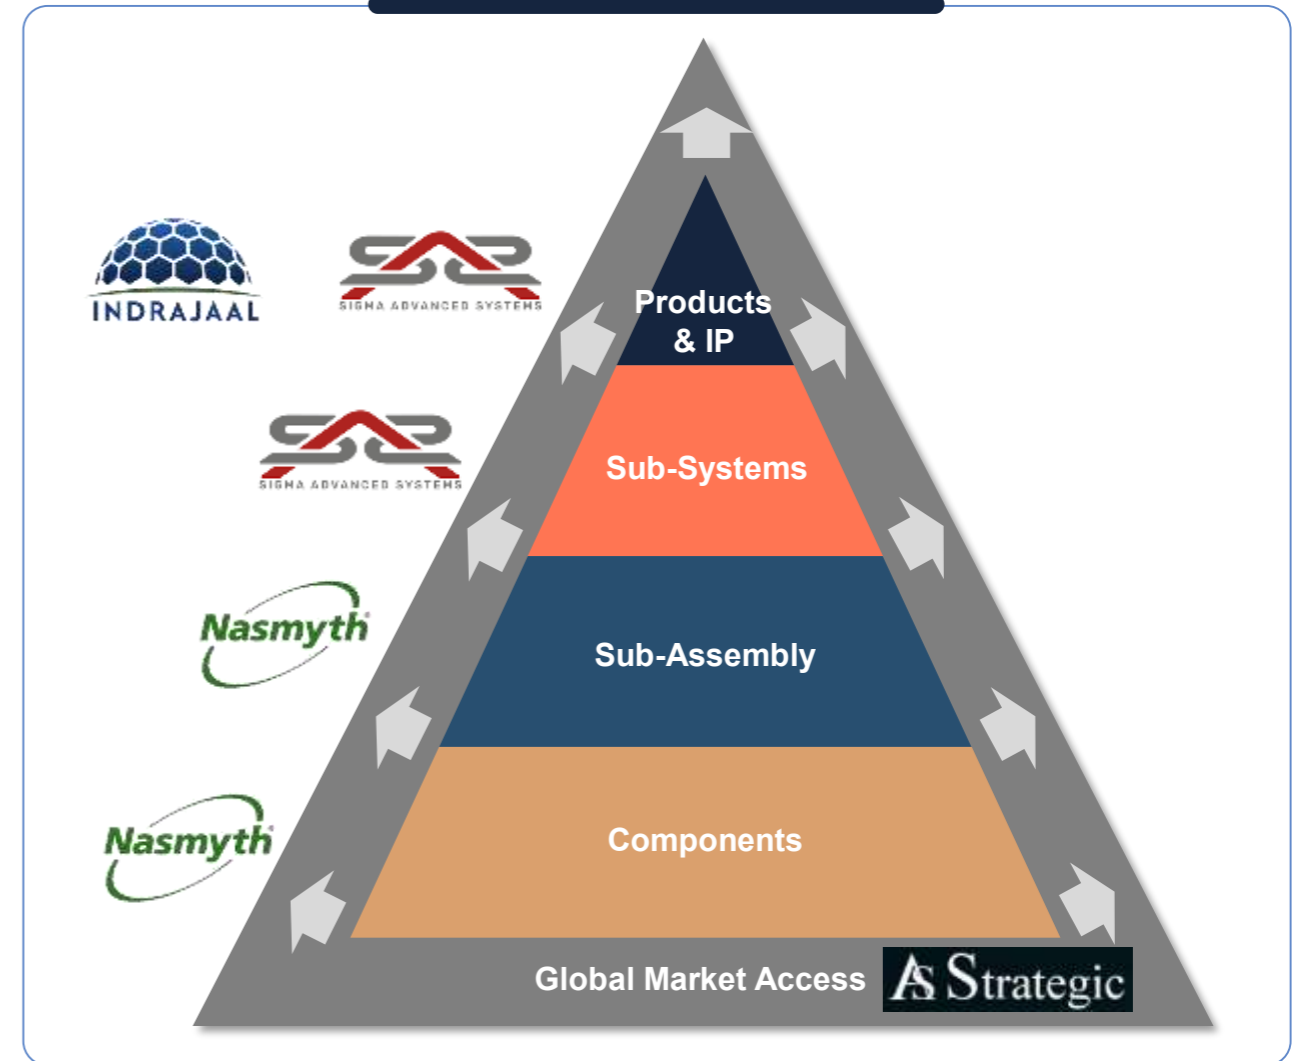 INDRAJAAL
SIGMA ADVANCED SYSTEMS
Products
& IP
SIGMA ADVANCED SYSTEMS
Sub-Systems
Nasmyth
Sub-Assembly
Nasmyth
Components
Global Market Access
AS Strategic